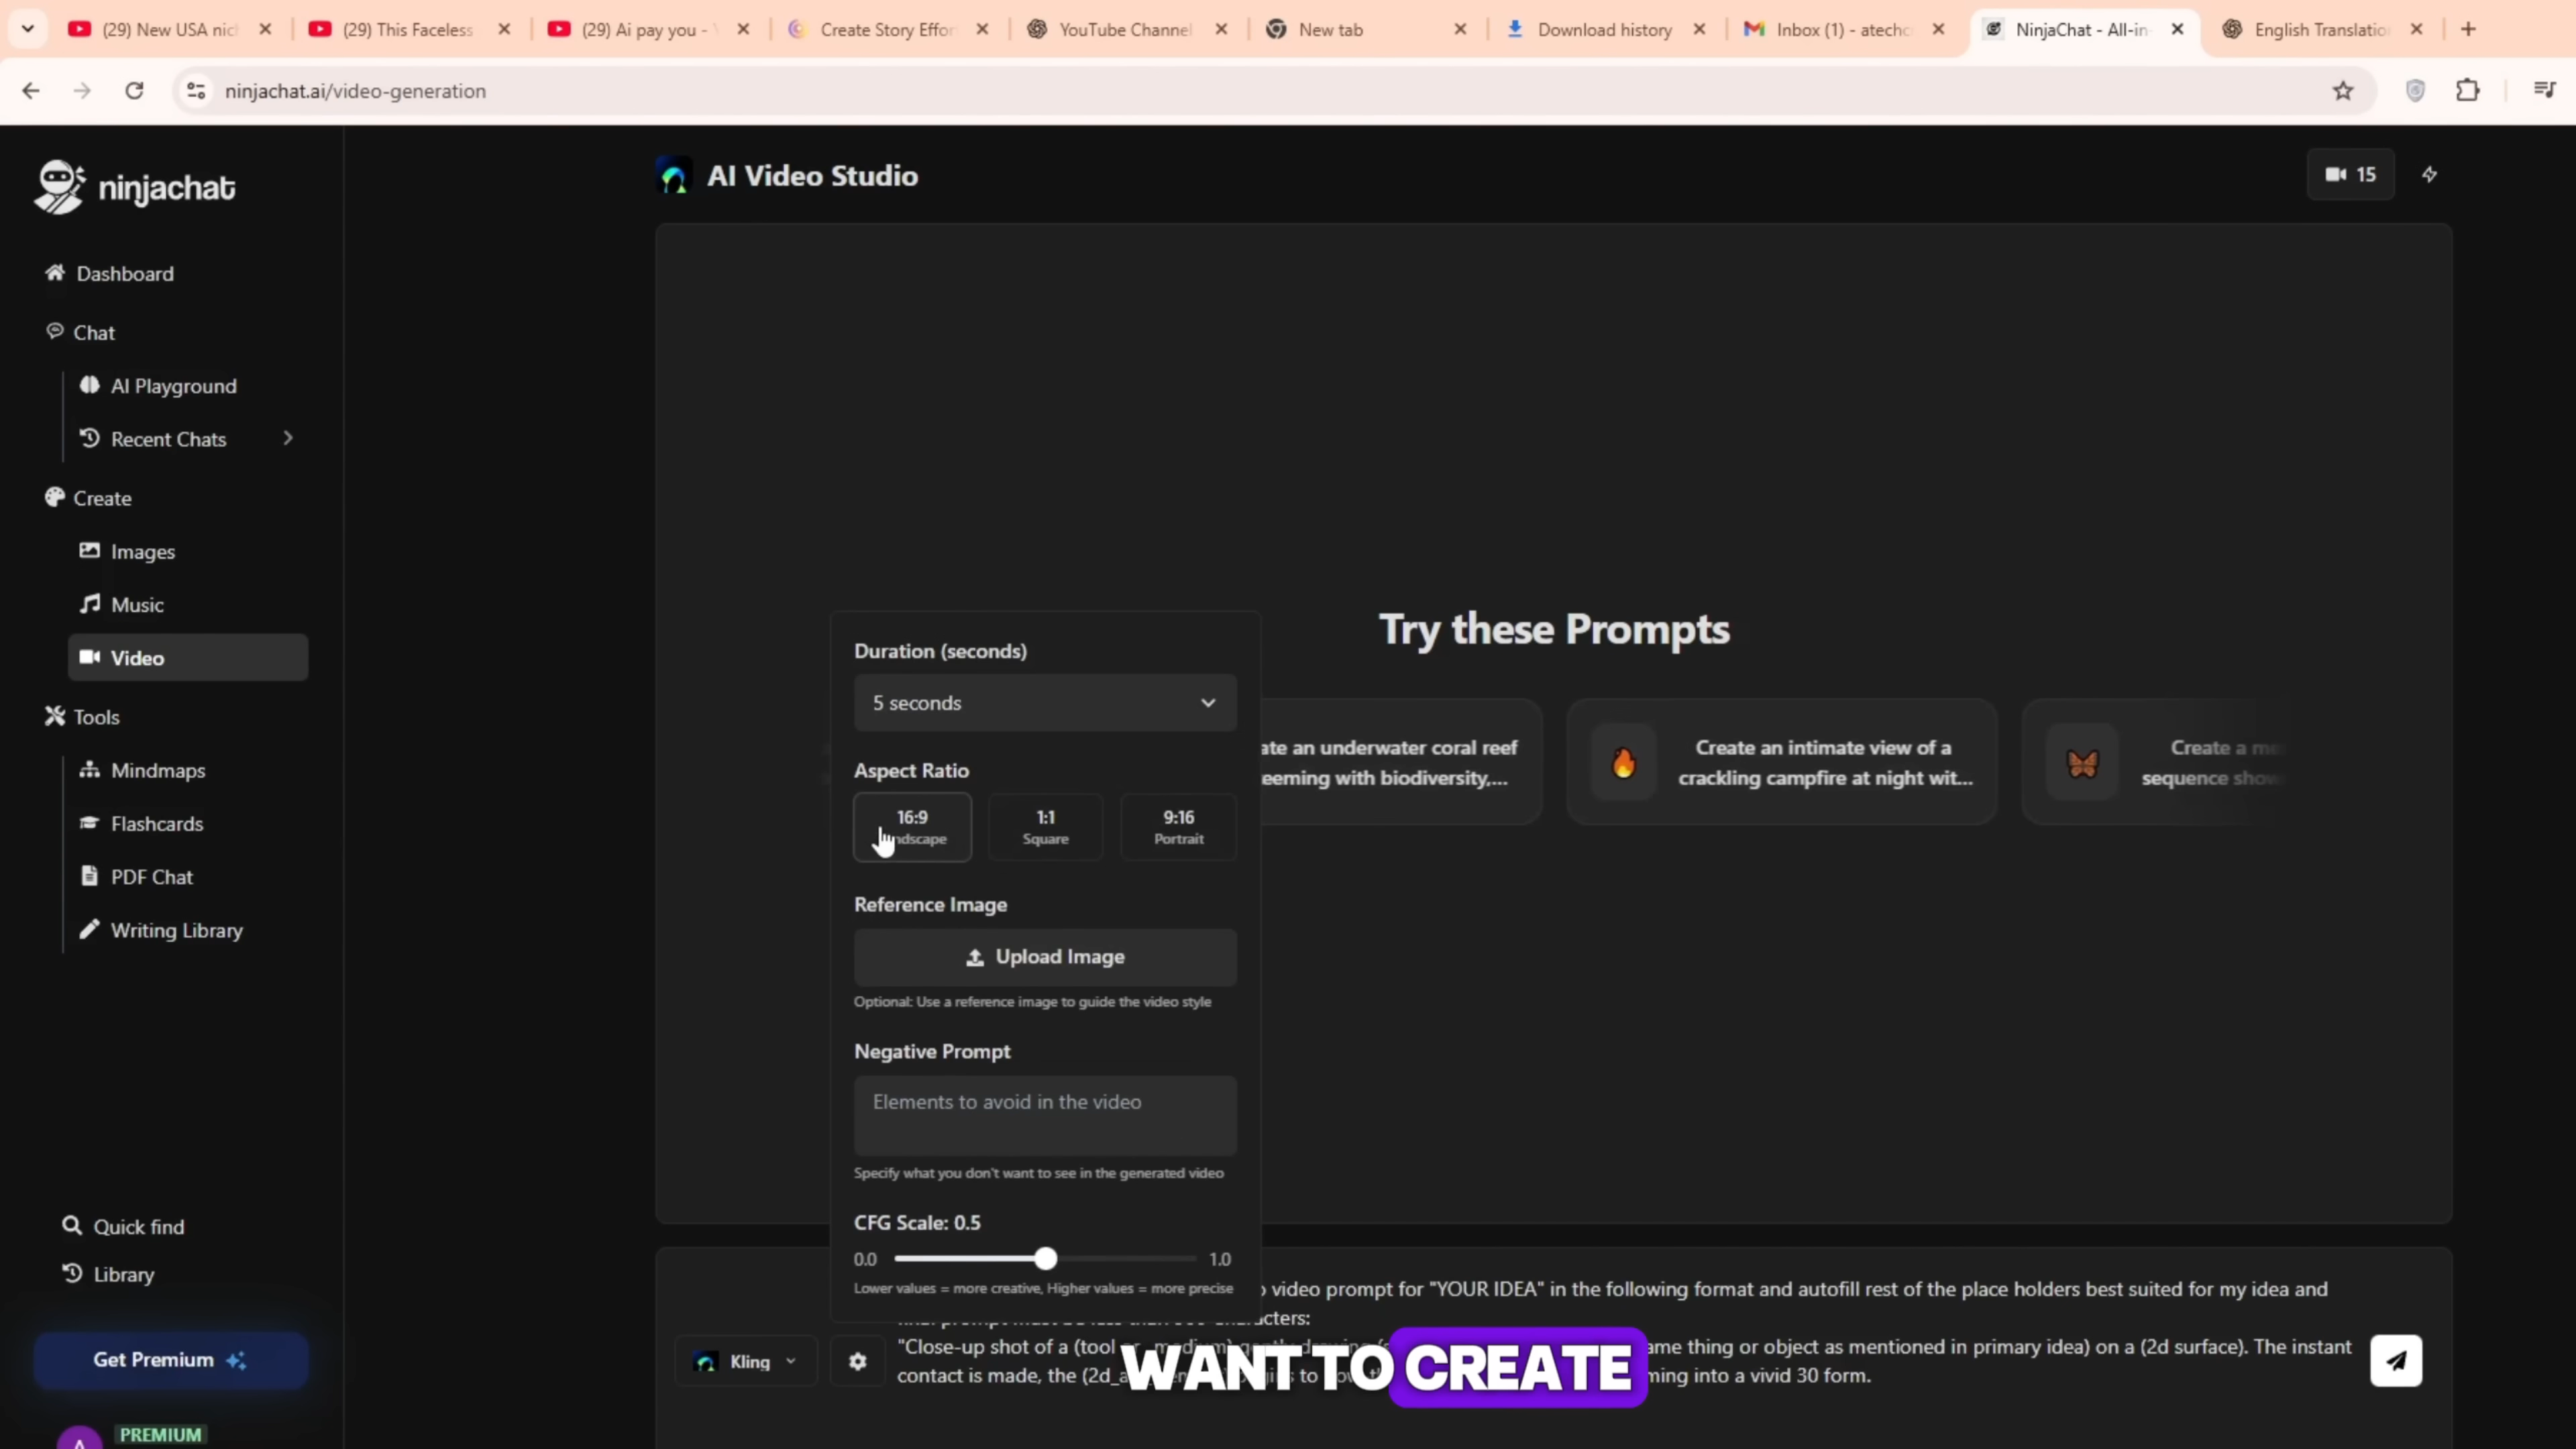 (29) New USA nic
(29) This Faceless
(29) Ai pay you -
Create Story Effor
YouTube Channel
New tab
Download history
Inbox (1) - atechc
NinjaChat - All-in-
English Translatio
ninjachat.ai/video-generation
ninjachat
Dashboard
Chat
AI Playground
Recent Chats
Create
Images
Music
Video
Tools
Mindmaps
Flashcards
PDF Chat
Writing Library
Quick find
Library
Get Premium
A
PREMIUM
AI Video Studio
15
Try these Prompts
ate an underwater coral reef
eeming with biodiversity,...
Create an intimate view of a
crackling campfire at night wit...
Create a me
sequence show
Duration (seconds)
5 seconds
Aspect Ratio
16:9
ndscape
1:1
Square
9:16
Portrait
Reference Image
Upload Image
Optional: Use a reference image to guide the video style
Negative Prompt
Elements to avoid in the video
Specify what you don't want to see in the generated video
CFG Scale: 0.5
0.0
1.0
Lower values = more creative, Higher values = more precise
video prompt for "YOUR IDEA" in the following format and autofill rest of the place holders best suited for my idea and
Kling
"Close-up shot of a (tool ame thing or object as mentioned in primary idea) on a (2d surface). The instant
contact is made, the (2d_a ming into a vivid 30 form.
WANT TO CREATE